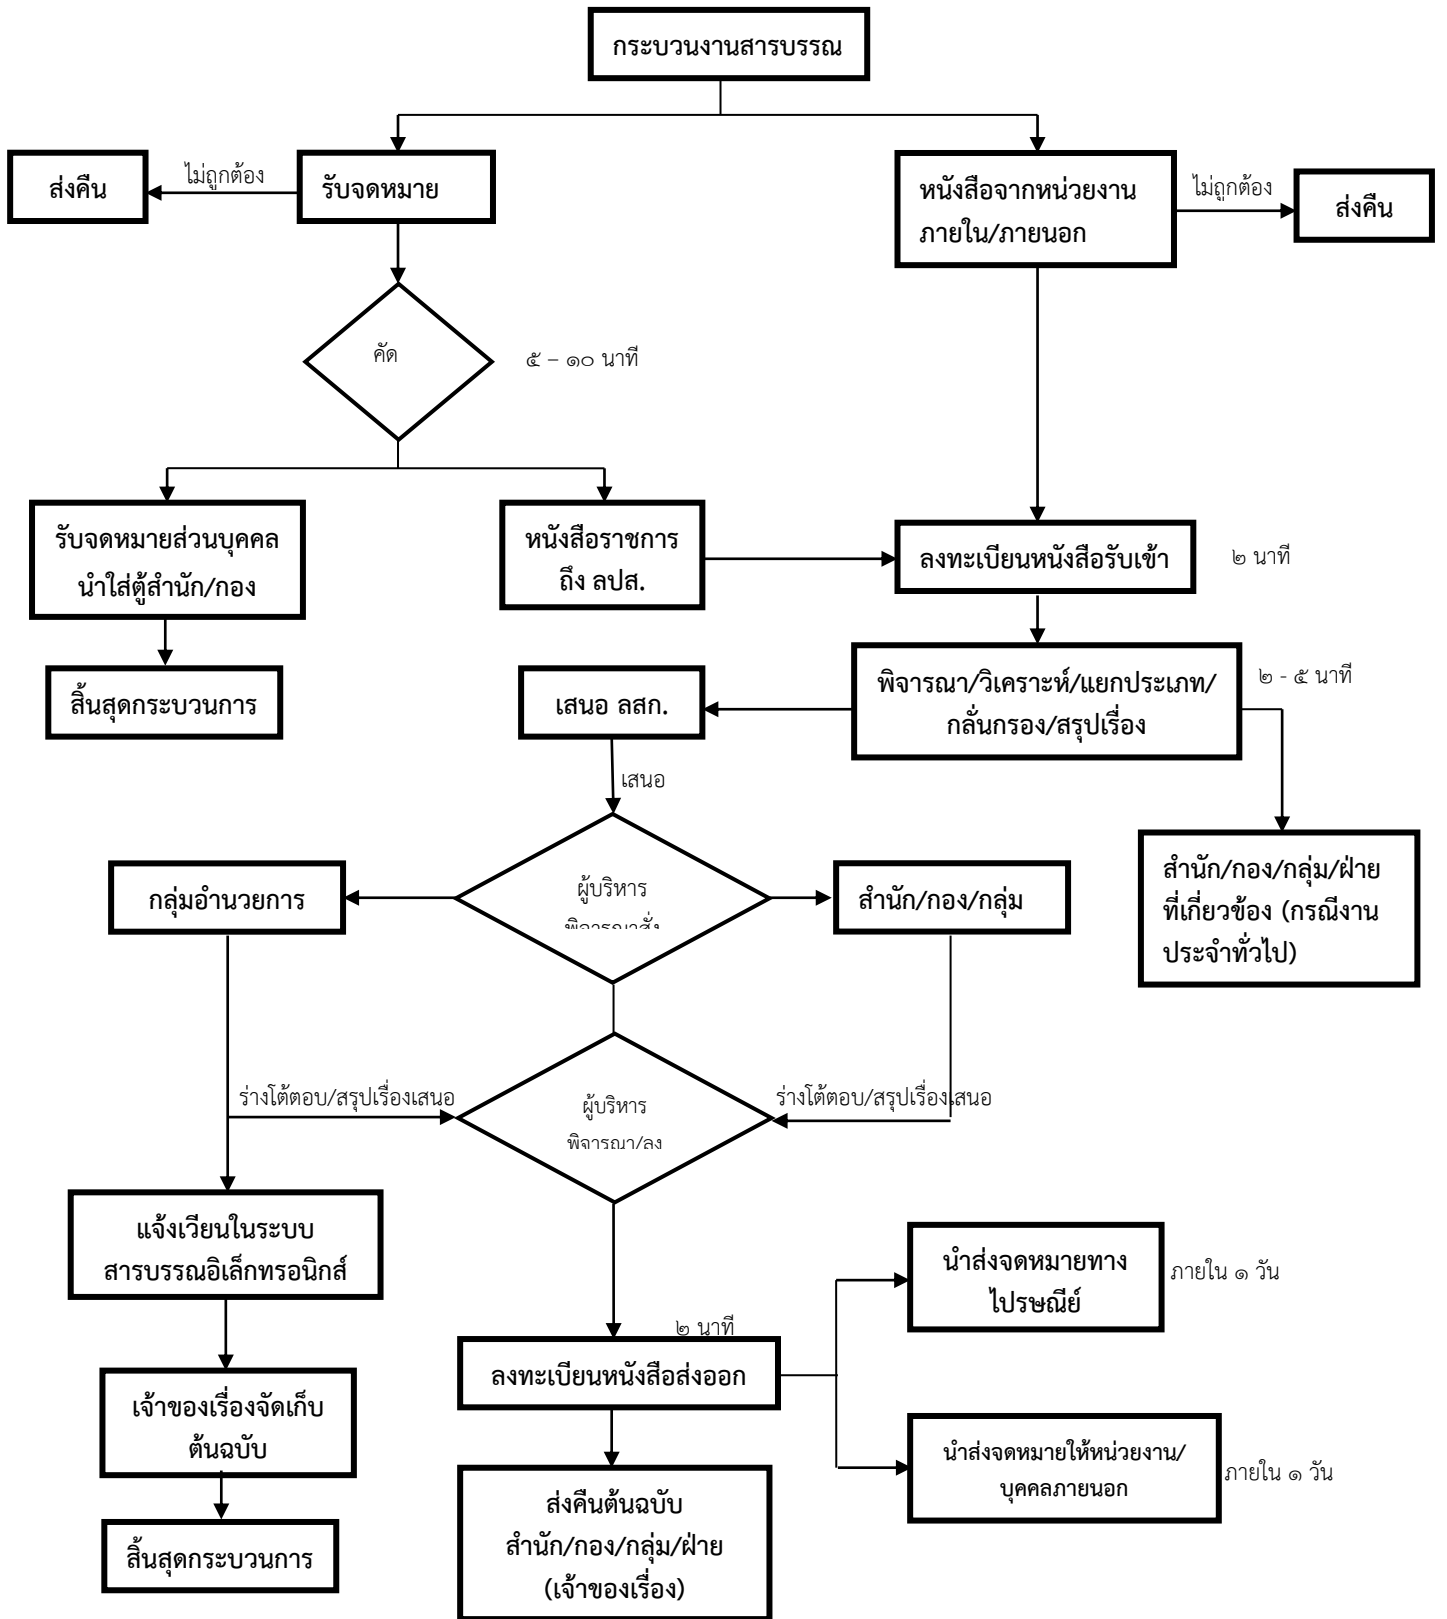 กระบวนงานสารบรรณ
ส่งคืน
ไม่ถูกต้อง
รับจดหมาย
หนังสือจากหน่วยงาน
ภายใน/ภายนอก
ไม่ถูกต้อง
ส่งคืน
คัด
๕ – ๑๐ นาที
รับจดหมายส่วนบุคคล
นำใส่ตู้สำนัก/กอง
หนังสือราชการ
ถึง ลปส.
ลงทะเบียนหนังสือรับเข้า
๒ นาที
สิ้นสุดกระบวนการ
เสนอ ลสก.
พิจารณา/วิเคราะห์/แยกประเภท/
กลั่นกรอง/สรุปเรื่อง
๒ - ๕ นาที
เสนอ
กลุ่มอำนวยการ
ผู้บริหาร
พิจารณาสั่ง
สำนัก/กอง/กลุ่ม
สำนัก/กอง/กลุ่ม/ฝ่าย
ที่เกี่ยวข้อง (กรณีงาน
ประจำทั่วไป)
ร่างโต้ตอบ/สรุปเรื่องเสนอ
ผู้บริหาร
พิจารณา/ลง
ร่างโต้ตอบ/สรุปเรื่องเสนอ
แจ้งเวียนในระบบ
สารบรรณอิเล็กทรอนิกส์
นำส่งจดหมายทาง
ไปรษณีย์
ภายใน ๑ วัน
๒ นาที
ลงทะเบียนหนังสือส่งออก
เจ้าของเรื่องจัดเก็บ
ต้นฉบับ
นำส่งจดหมายให้หน่วยงาน/
บุคคลภายนอก
ภายใน ๑ วัน
ส่งคืนต้นฉบับ
สำนัก/กอง/กลุ่ม/ฝ่าย
(เจ้าของเรื่อง)
สิ้นสุดกระบวนการ